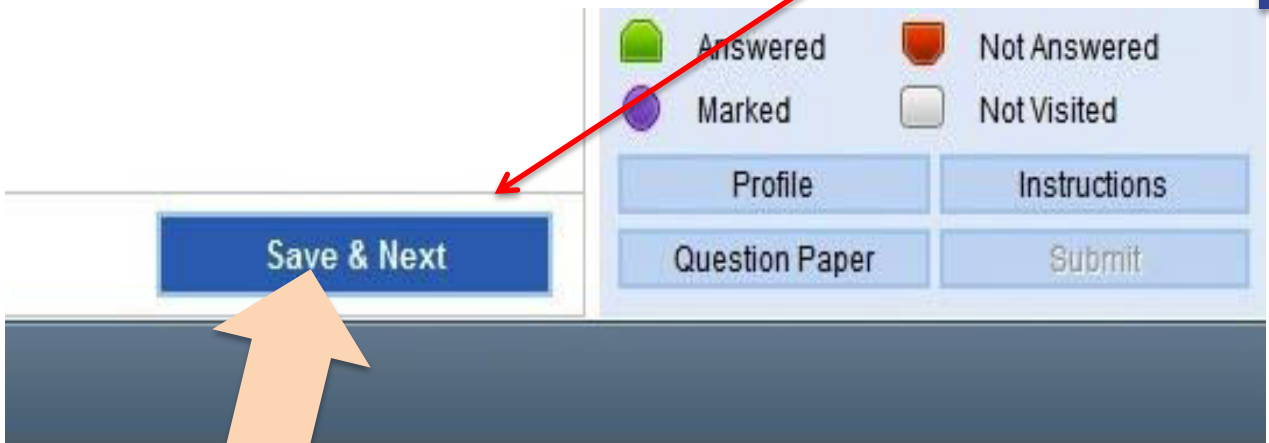 Answered Not Answered
Marked Not Visited
Profile Instructions
Save & Next
Question Paper Submit